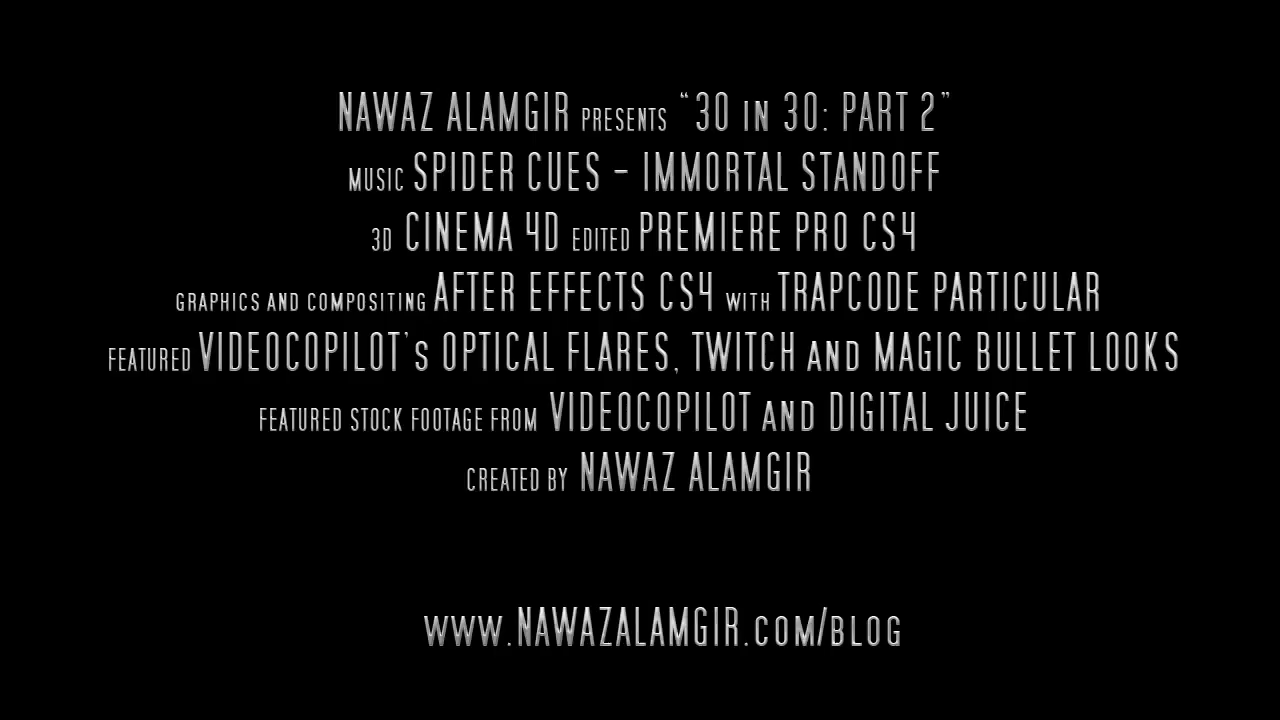 NAWAZ ALAMGIR PRESENTS “30 IN 30: PART 2”
MUSIC SPIDER CUES - IMMORTAL STANDOFF
3D CINEMA 4D EDITED PREMIERE PRO CS4
GRAPHICS AND COMPOSITING AFTER EFFECTS CS4 WITH TRAPCODE PARTICULAR
FEATURED VIDEOCOPILOT'S OPTICAL FLARES, TWITCH AND MAGIC BULLET LOOKS
FEATURED STOCK FOOTAGE FROM VIDEOCOPILOT AND DIGITAL JUICE
CREATED BY NAWAZ ALAMGIR
WWW.NAWAZALAMGIR.COM/BLOG